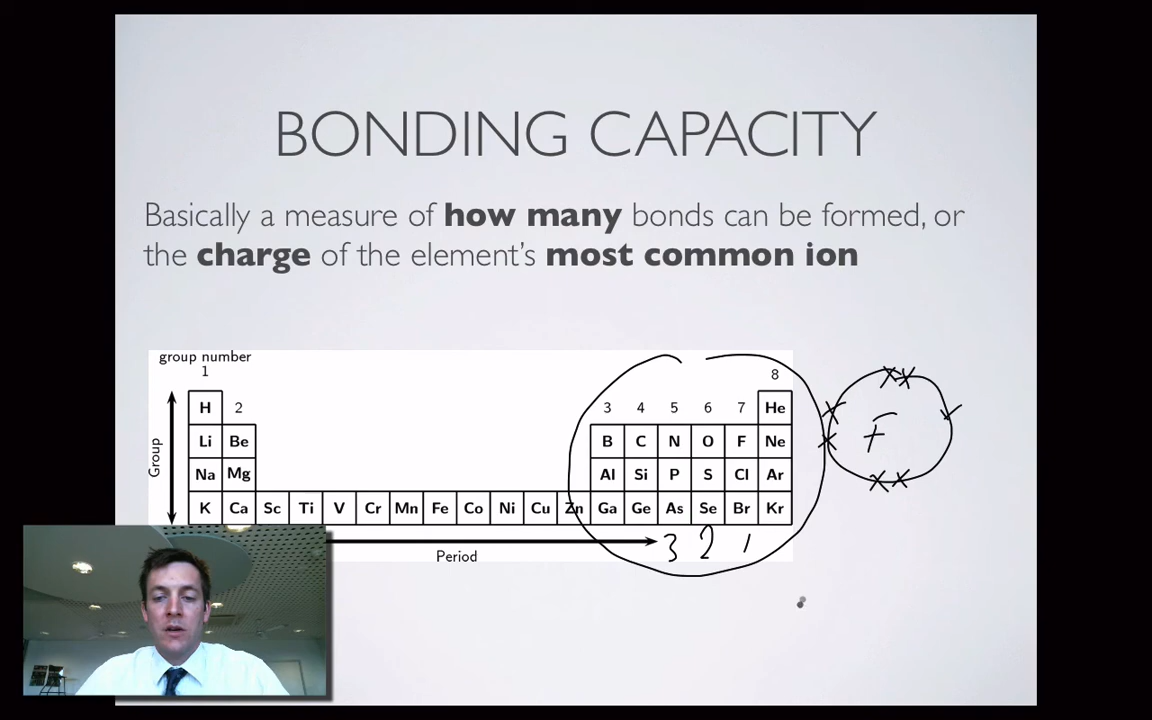 BONDING CAPACITY
Basically a measure of how many bonds can be formed, or
the charge of the element's most common ion
group number
1 8
H 2 3 4 5 6 7 He
Li Be B C N O F Ne
Na Mg Al Si P S Cl Ar
K Ca Sc Ti V Cr Mn Fe Co Ni Cu Zn Ga Ge As Se Br Kr
Group
Period
3 2 1
F